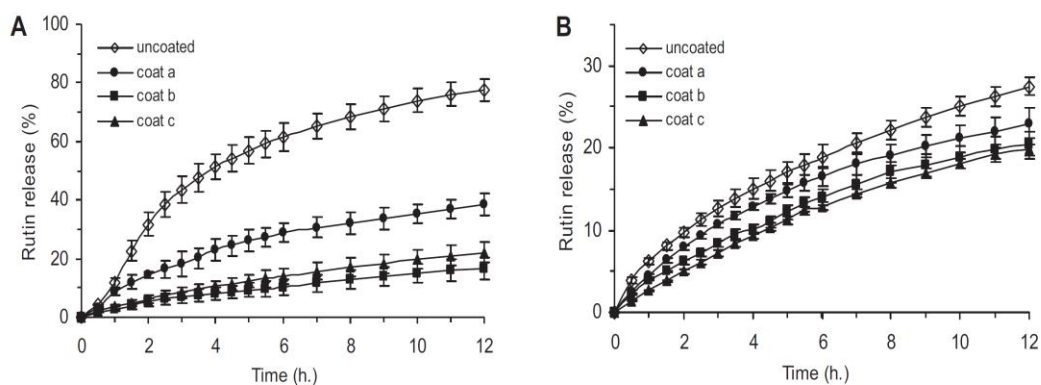 A
Rutin release (%)
100
80
60
40
20
0
uncoated
coat a
coat b
coat c
0 2 4 6 8 10 12
Time (h.)
B
Rutin release (%)
30
20
10
0
uncoated
coat a
coat b
coat c
0 2 4 6 8 10 12
Time (h.)